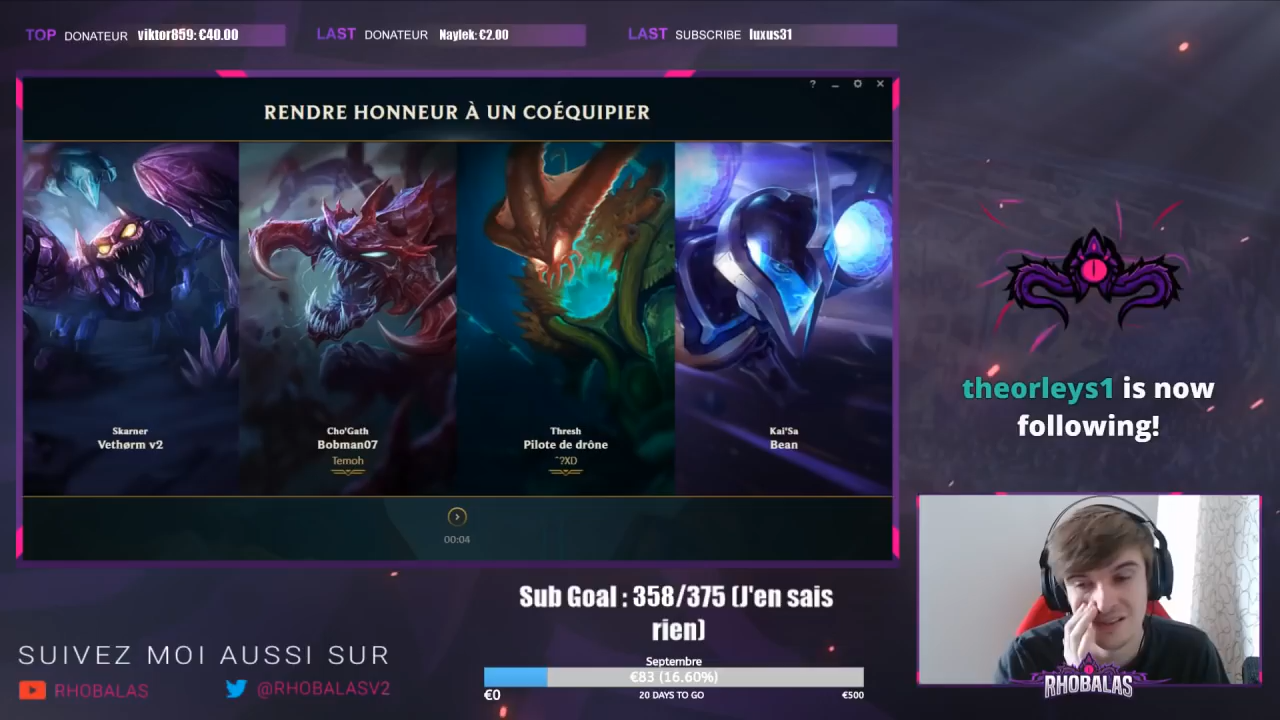 TOP DONATEUR viktor859: €40.00
LAST DONATEUR Naylek: €2.00
LAST SUBSCRIBE luxus31
?
RENDRE HONNEUR À UN COÉQUIPIER
Skarner
Vethørm v2
Cho'Gath
Bobman07
Temoh
Thresh
Pilote de drône
ˆ?XD
Kai'Sa
Bean
00:04
theorleys1 is now
following!
Sub Goal : 358/375 (J'en sais
rien)
SUIVEZ MOI AUSSI SUR
RHOBALAS
@RHOBALASV2
Septembre
€83 (16.60%)
€0
20 DAYS TO GO
€500
RHOBALAS